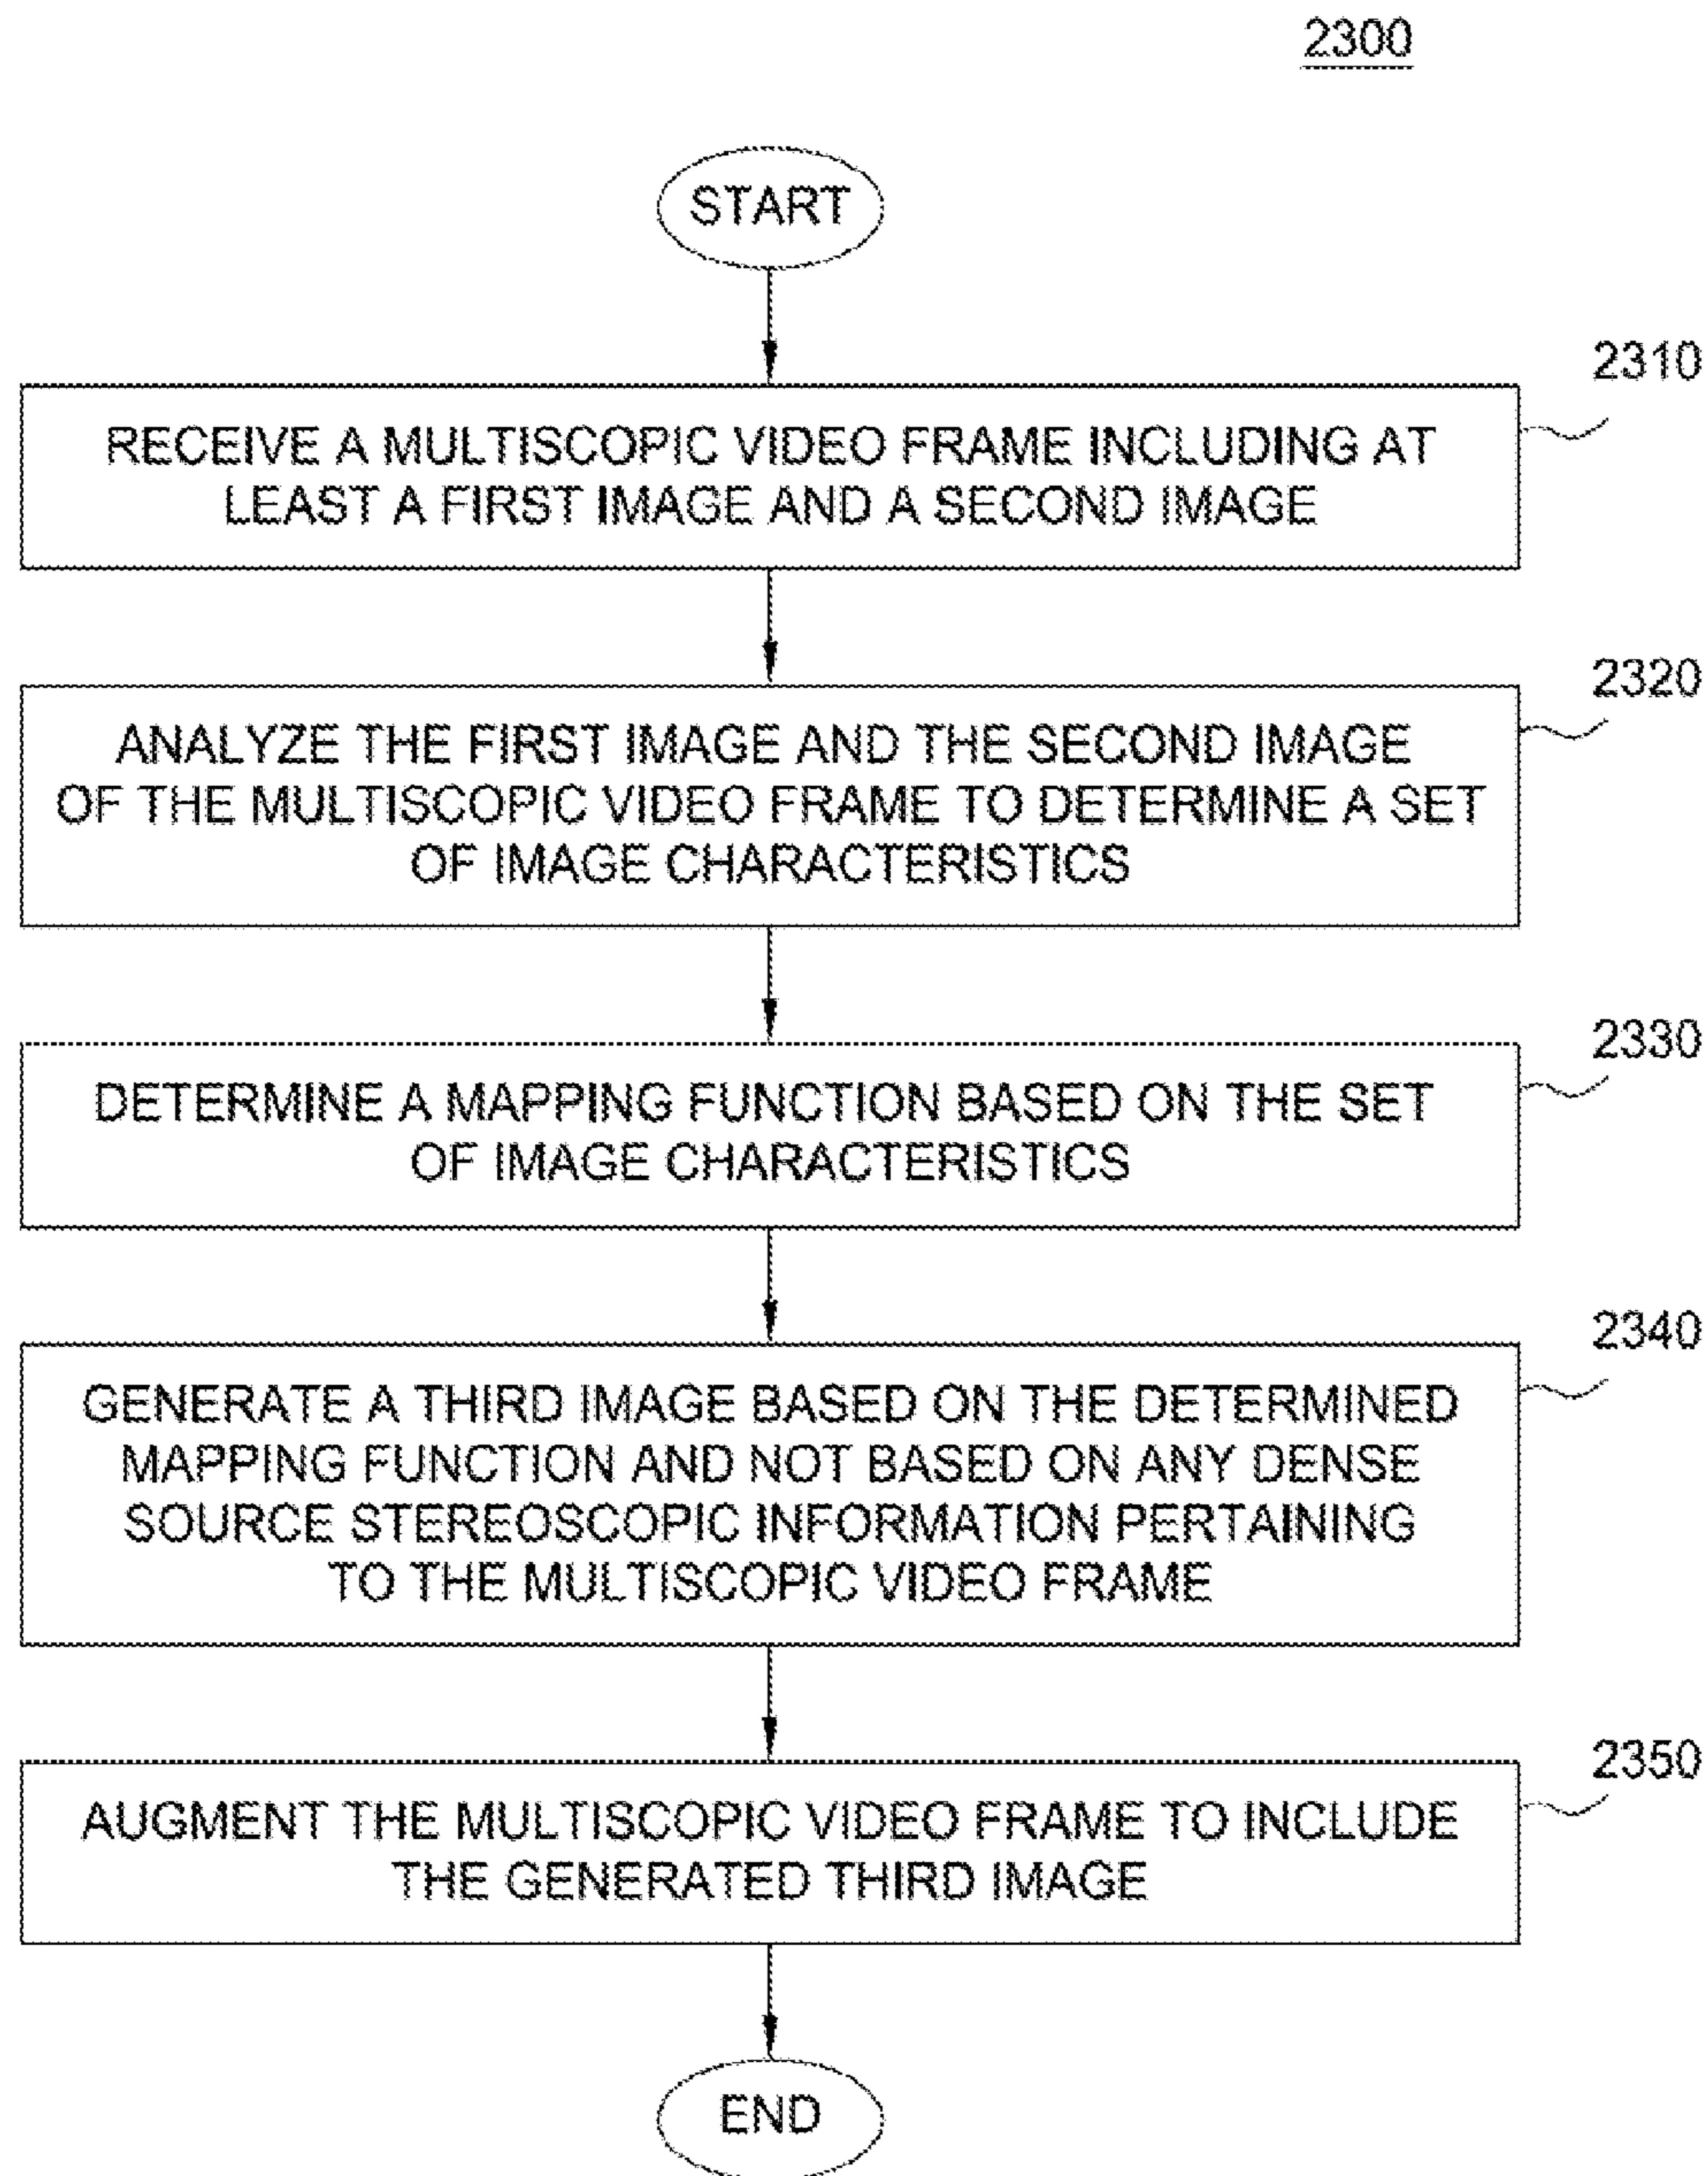 2300
START
2310
RECEIVE A MULTISCOPIC VIDEO FRAME INCLUDING AT
LEAST A FIRST IMAGE AND A SECOND IMAGE
2320
ANALYZE THE FIRST IMAGE AND THE SECOND IMAGE
OF THE MULTISCOPIC VIDEO FRAME TO DETERMINE A SET
OF IMAGE CHARACTERISTICS
2330
DETERMINE A MAPPING FUNCTION BASED ON THE SET
OF IMAGE CHARACTERISTICS
2340
GENERATE A THIRD IMAGE BASED ON THE DETERMINED
MAPPING FUNCTION AND NOT BASED ON ANY DENSE
SOURCE STEREOSCOPIC INFORMATION PERTAINING
TO THE MULTISCOPIC VIDEO FRAME
2350
AUGMENT THE MULTISCOPIC VIDEO FRAME TO INCLUDE
THE GENERATED THIRD IMAGE
END